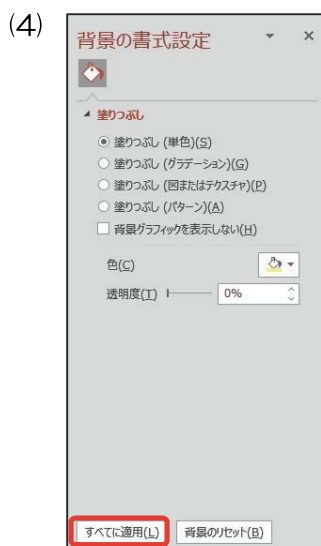 (4)
背景の書式設定
塗りつぶし
塗りつぶし (単色)(S)
塗りつぶし (グラデーション)(G)
塗りつぶし (図またはテクスチャ)(P)
塗りつぶし (パターン)(A)
背景グラフィックを表示しない(H)
色(C)
透明度(T) 0%
すべてに適用(L) 背景のリセット(B)